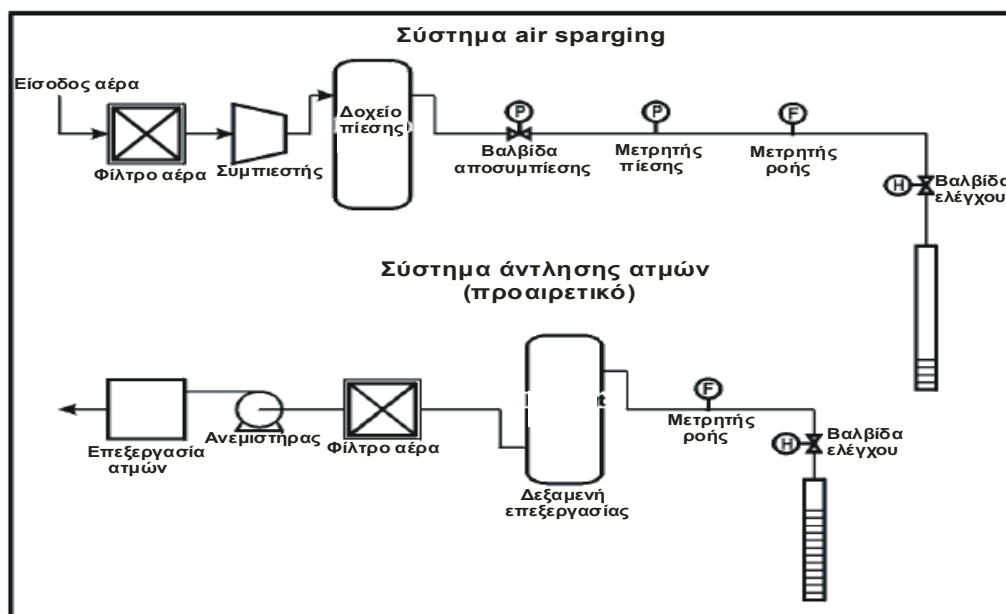 Σύστημα air sparging
Είσοδος αέρα
Φίλτρο αέρα
Συμπιεστής
Δοχείο
πίεσης
P
Βαλβίδα
αποσυμπίεσης
P
Μετρητής
πίεσης
F
Μετρητής
ροής
H
Βαλβίδα
ελέγχου
Σύστημα άντλησης ατμών
(προαιρετικό)
Επεξεργασία
ατμών
Ανεμιστήρας
Φίλτρο αέρα
Δεξαμενή
επεξεργασίας
F
Μετρητής
ροής
H
Βαλβίδα
ελέγχου